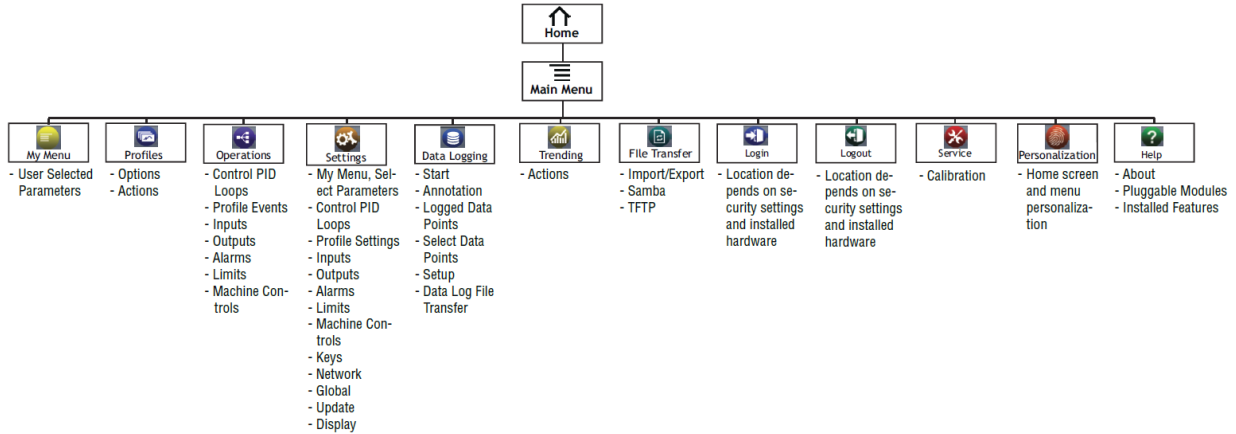 Home
Main Menu
My Menu
- User Selected
Parameters
Profiles
- Options
- Actions
Operations
- Control PID
Loops
- Profile Events
- Inputs
- Outputs
- Alarms
- Limits
- Machine Con-
trols
Settings
- My Menu, Sel-
ect Parameters
- Control PID
Loops
- Profile Settings
- Inputs
- Outputs
- Alarms
- Limits
- Machine Con-
trols
- Keys
- Network
- Global
- Update
- Display
Data Logging
- Start
- Annotation
- Logged Data
Points
- Select Data
Points
- Setup
- Data Log File
Transfer
Trending
- Actions
File Transfer
- Import/Export
- Samba
- TFTP
Login
- Location de-
pends on se-
curity settings
and installed
hardware
Logout
- Location de-
pends on se-
curity settings
and installed
hardware
Service
- Calibration
Personalization
- Home screen
and menu
personaliza-
tion
Help
- About
- Pluggable Modules
- Installed Features